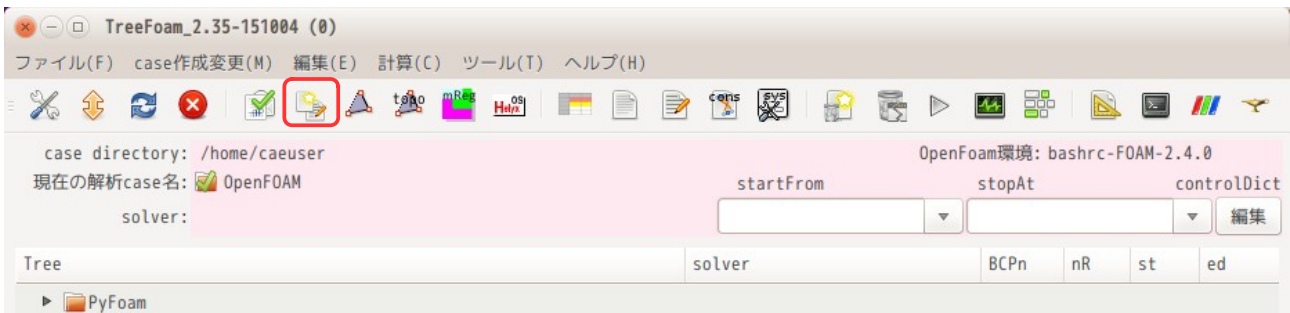 TreeFoam_2.35-151004 (0)
ファイル(F) case作成変更(M) 編集(E) 計算(C) ツール(T) ヘルプ(H)
topo mReg Helyx OS cons sys
case directory: /home/caeuser OpenFoam環境: bashrc-FOAM-2.4.0
現在の解析case名: OpenFOAM startFrom stopAt controlDict
solver: 編集
Tree solver BCPn nR st ed
PyFoam